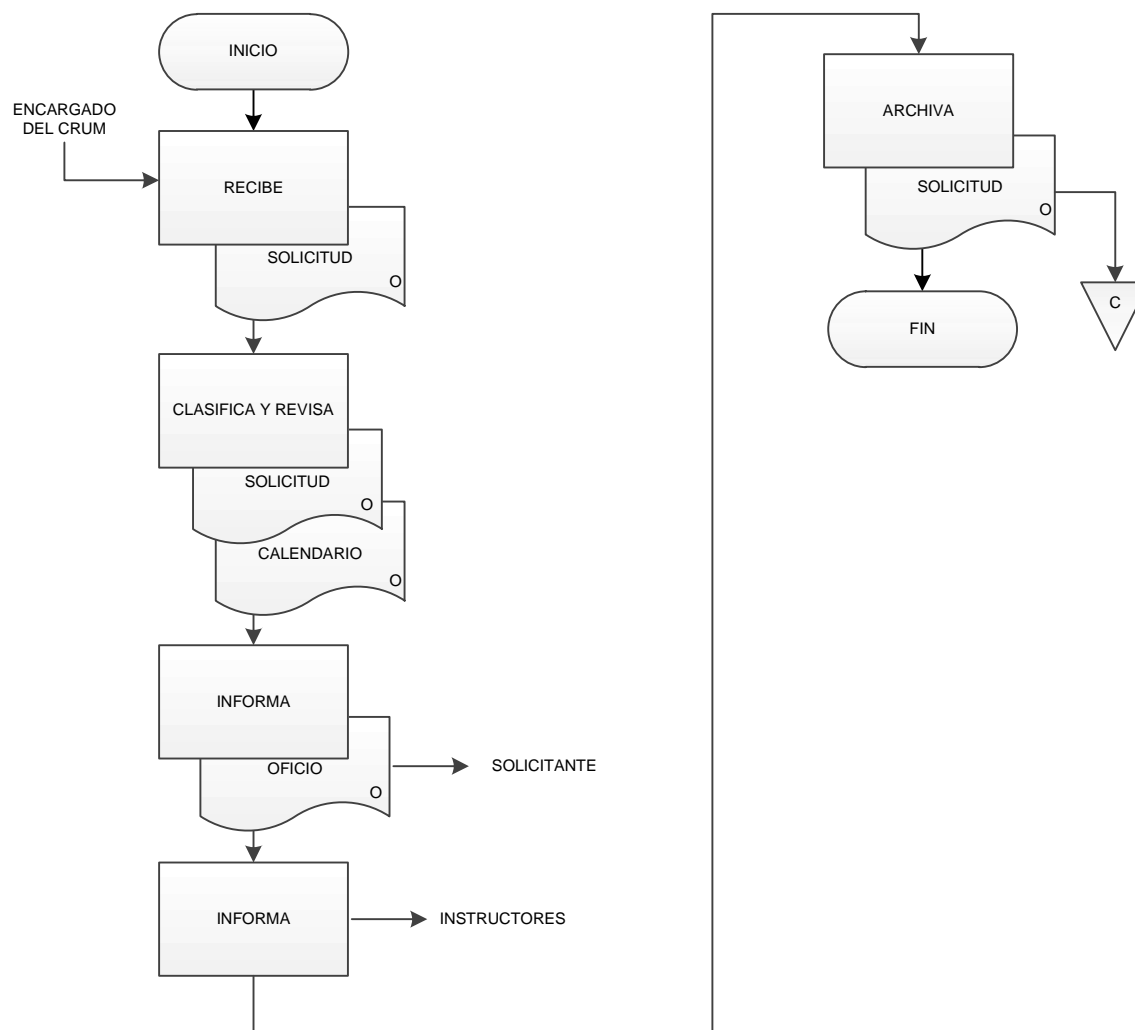 INICIO
ENCARGADO
DEL CRUM
RECIBE
SOLICITUD
O
CLASIFICA Y REVISA
SOLICITUD
O
CALENDARIO
O
INFORMA
OFICIO
O
SOLICITANTE
INFORMA
INSTRUCTORES
ARCHIVA
SOLICITUD
O
C
FIN